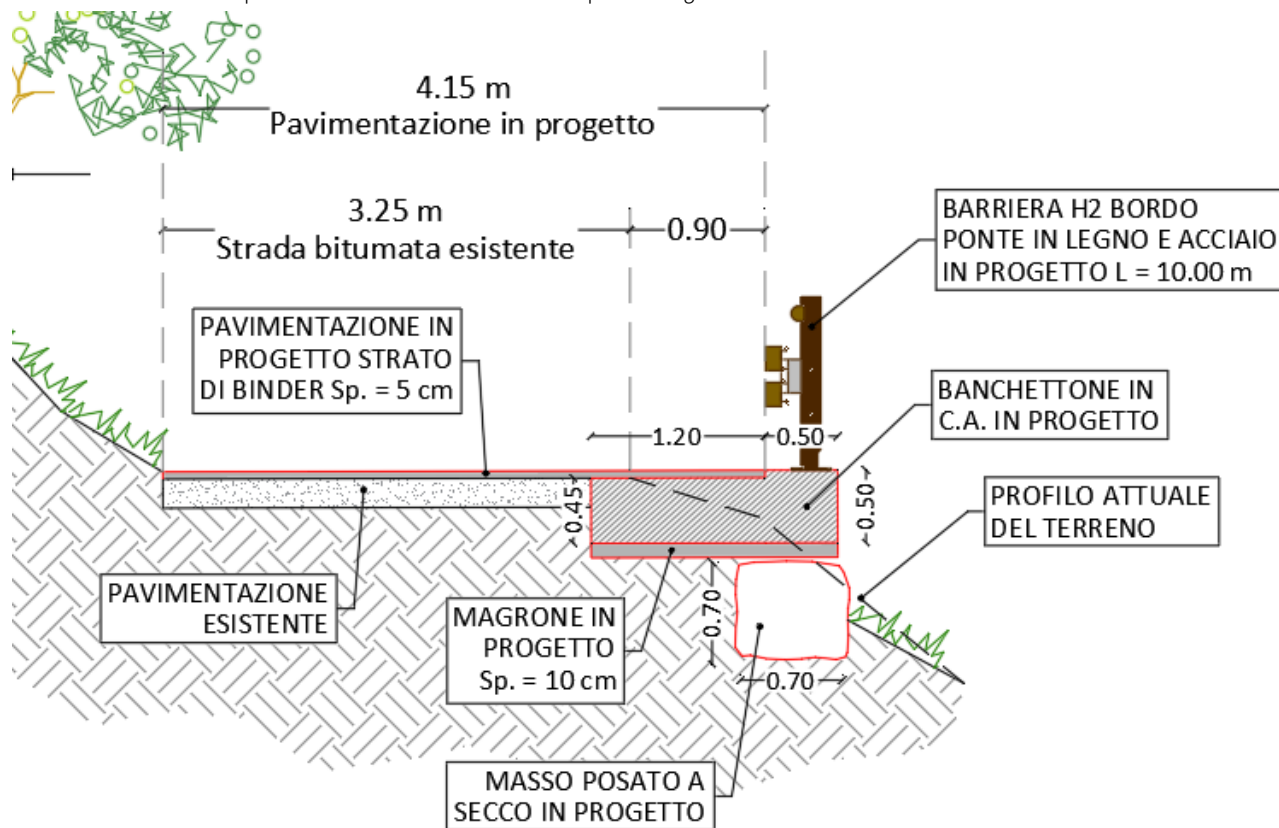 4.15 m
Pavimentazione in progetto
3.25 m
Strada bitumata esistente
0.90
BARRIERA H2 BORDO
PONTE IN LEGNO E ACCIAIO
IN PROGETTO L = 10.00 m
PAVIMENTAZIONE IN
PROGETTO STRATO
DI BINDER Sp. = 5 cm
BANCHETTONE IN
C.A. IN PROGETTO
1.20
0.50
0.45
0.50
PROFILO ATTUALE
DEL TERRENO
PAVIMENTAZIONE
ESISTENTE
MAGRONE IN
PROGETTO
Sp. = 10 cm
0.70
0.70
MASSO POSATO A
SECCO IN PROGETTO